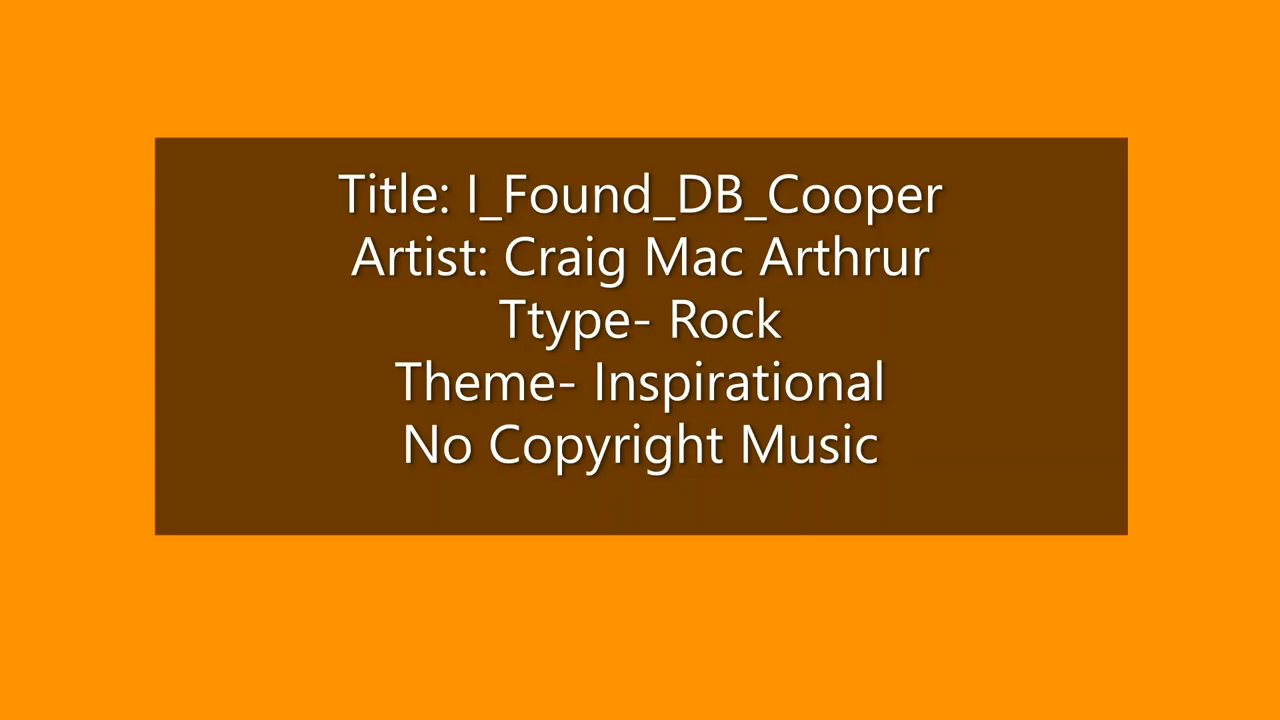 Title: I_Found_DB_Cooper
Artist: Craig Mac Arthrur
Ttype- Rock
Theme- Inspirational
No Copyright Music